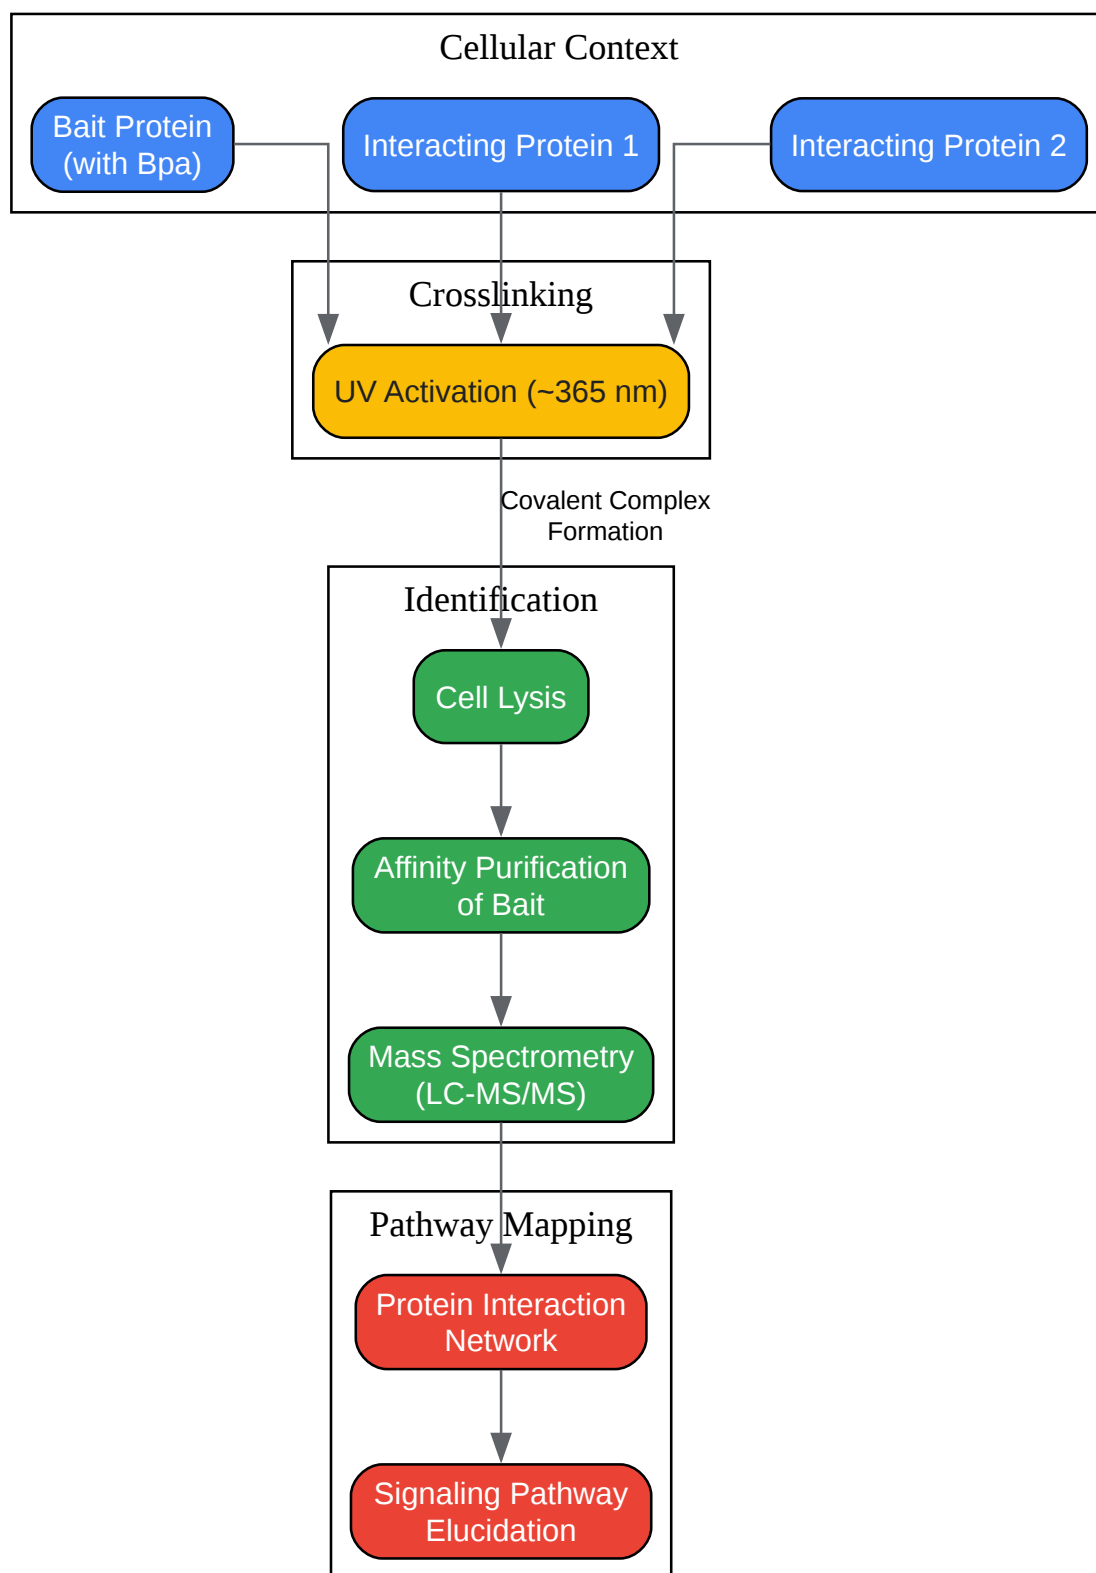 Cellular Context
Bait Protein
(with Bpa)
Interacting Protein 1
Interacting Protein 2
Crosslinking
UV Activation (~365 nm)
Covalent Complex
Formation
Identification
Cell Lysis
Affinity Purification
of Bait
Mass Spectrometry
(LC-MS/MS)
Pathway Mapping
Protein Interaction
Network
Signaling Pathway
Elucidation